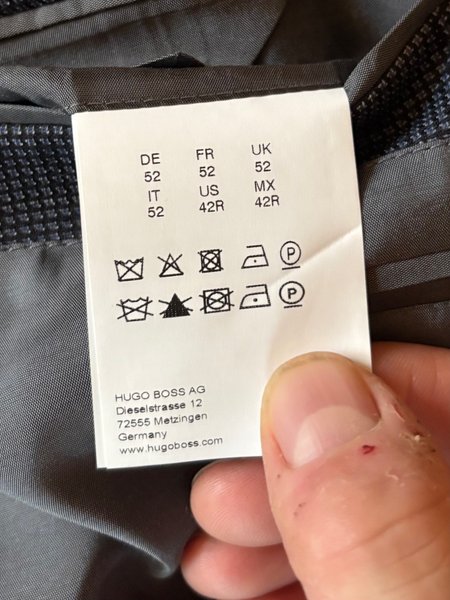 DE FR UK
52 52 52
IT US MX
52 42R 42R
P
P
HUGO BOSS AG
Dieselstrasse 12
72555 Metzingen
Germany
www.hugoboss.com